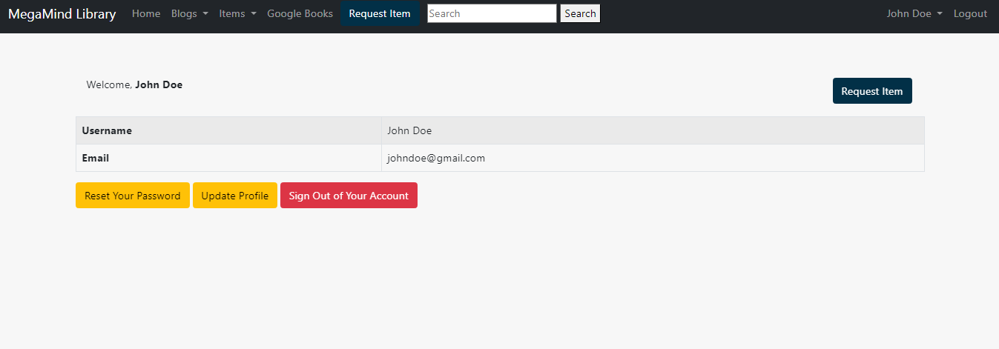 MegaMind Library Home Blogs Items Google Books Request Item Search Search John Doe Logout
Welcome, John Doe Request Item
Username John Doe
Email johndoe@gmail.com
Reset Your Password Update Profile Sign Out of Your Account